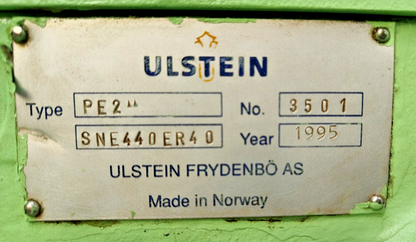 ULSTEIN
Type PE2" No. 3501
SNE440ER40 Year 1995
ULSTEIN FRYDENBÖ AS
Made in Norway